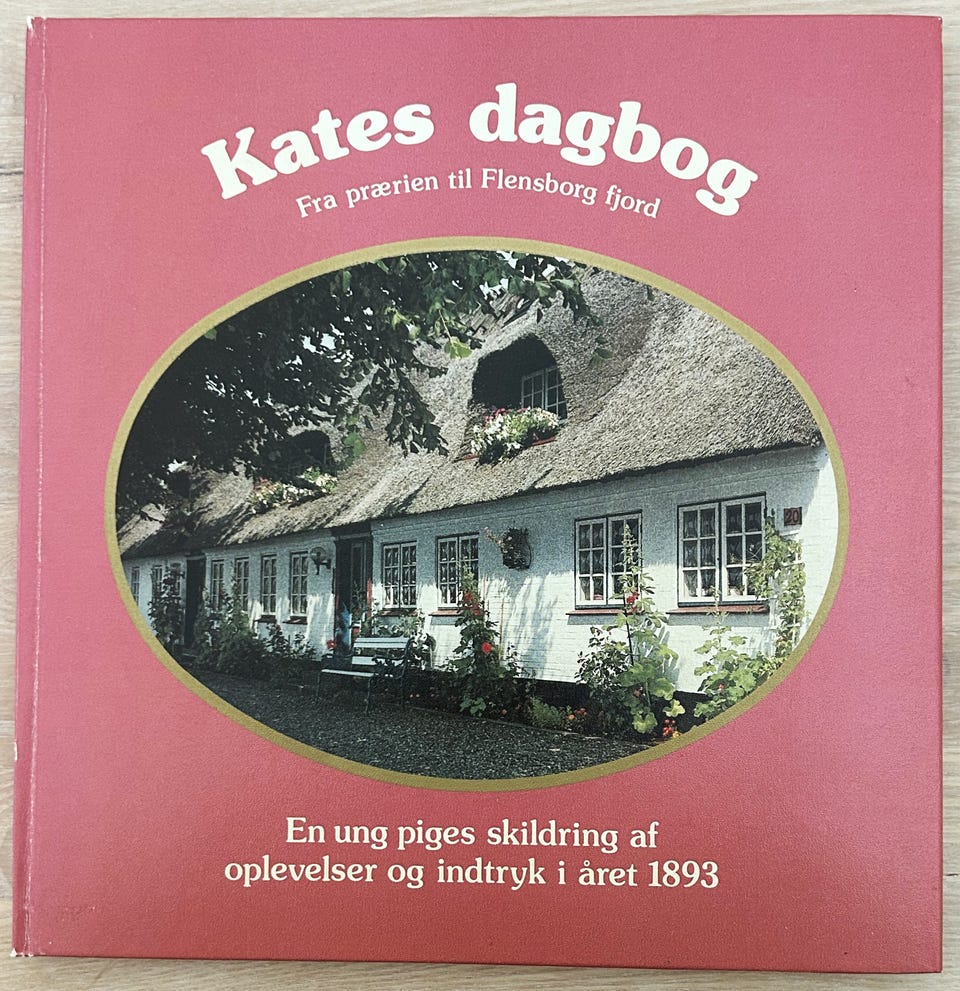 Kates dagbog
Fra prærien til Flensborg fjord
20
En ung piges skildring af
oplevelser og indtryk i året 1893